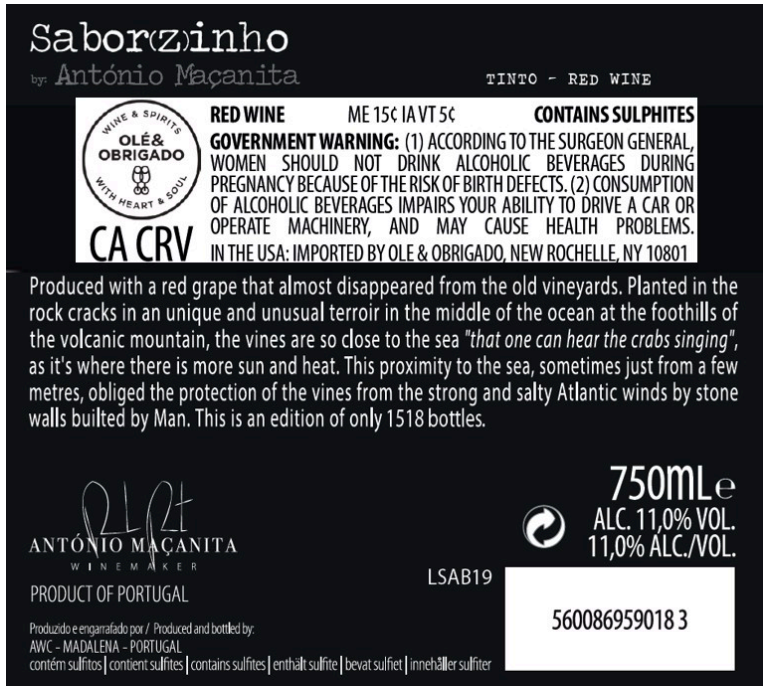 Sabor(z)inho
by: António Maçanita
TINTO - RED WINE
WINE & SPIRITS
OLÉ&
OBRIGADO
WITH HEART & SOUL
CA CRV
RED WINE ME 15¢ IA VT 5¢ CONTAINS SULPHITES
GOVERNMENT WARNING: (1) ACCORDING TO THE SURGEON GENERAL,
WOMEN SHOULD NOT DRINK ALCOHOLIC BEVERAGES DURING
PREGNANCY BECAUSE OF THE RISK OF BIRTH DEFECTS. (2) CONSUMPTION
OF ALCOHOLIC BEVERAGES IMPAIRS YOUR ABILITY TO DRIVE A CAR OR
OPERATE MACHINERY, AND MAY CAUSE HEALTH PROBLEMS.
IN THE USA: IMPORTED BY OLE & OBRIGADO, NEW ROCHELLE, NY 10801
Produced with a red grape that almost disappeared from the old vineyards. Planted in the
rock cracks in an unique and unusual terroir in the middle of the ocean at the foothills of
the volcanic mountain, the vines are so close to the sea "that one can hear the crabs singing",
as it's where there is more sun and heat. This proximity to the sea, sometimes just from a few
metres, obliged the protection of the vines from the strong and salty Atlantic winds by stone
walls builted by Man. This is an edition of only 1518 bottles.
ANTÓNIO MAÇANITA
WINEMAKER
PRODUCT OF PORTUGAL
Produzido e engarrafado por / Produced and bottled by:
AWC - MADALENA - PORTUGAL
contém sulfitos | contient sulfites | contains sulfites | enthält sulfite | bevat sulfiet | innehåller sulfiter
LSAB19
750mL e
ALC. 11,0% VOL.
11,0% ALC./VOL.
560086959018 3